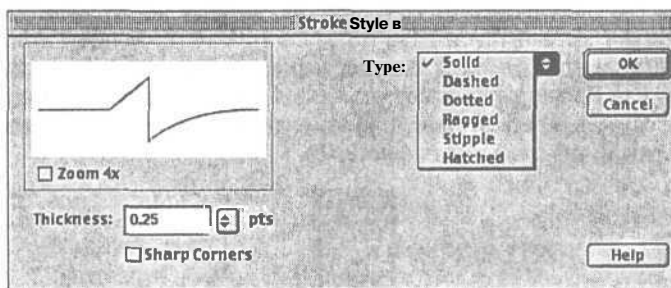 Stroke Style в
Type:
✓ Solid
Dashed
Dotted
Ragged
Stipple
Hatched
OK
Cancel
Zoom 4x
Thickness: 0.25 pts
Sharp Corners
Help